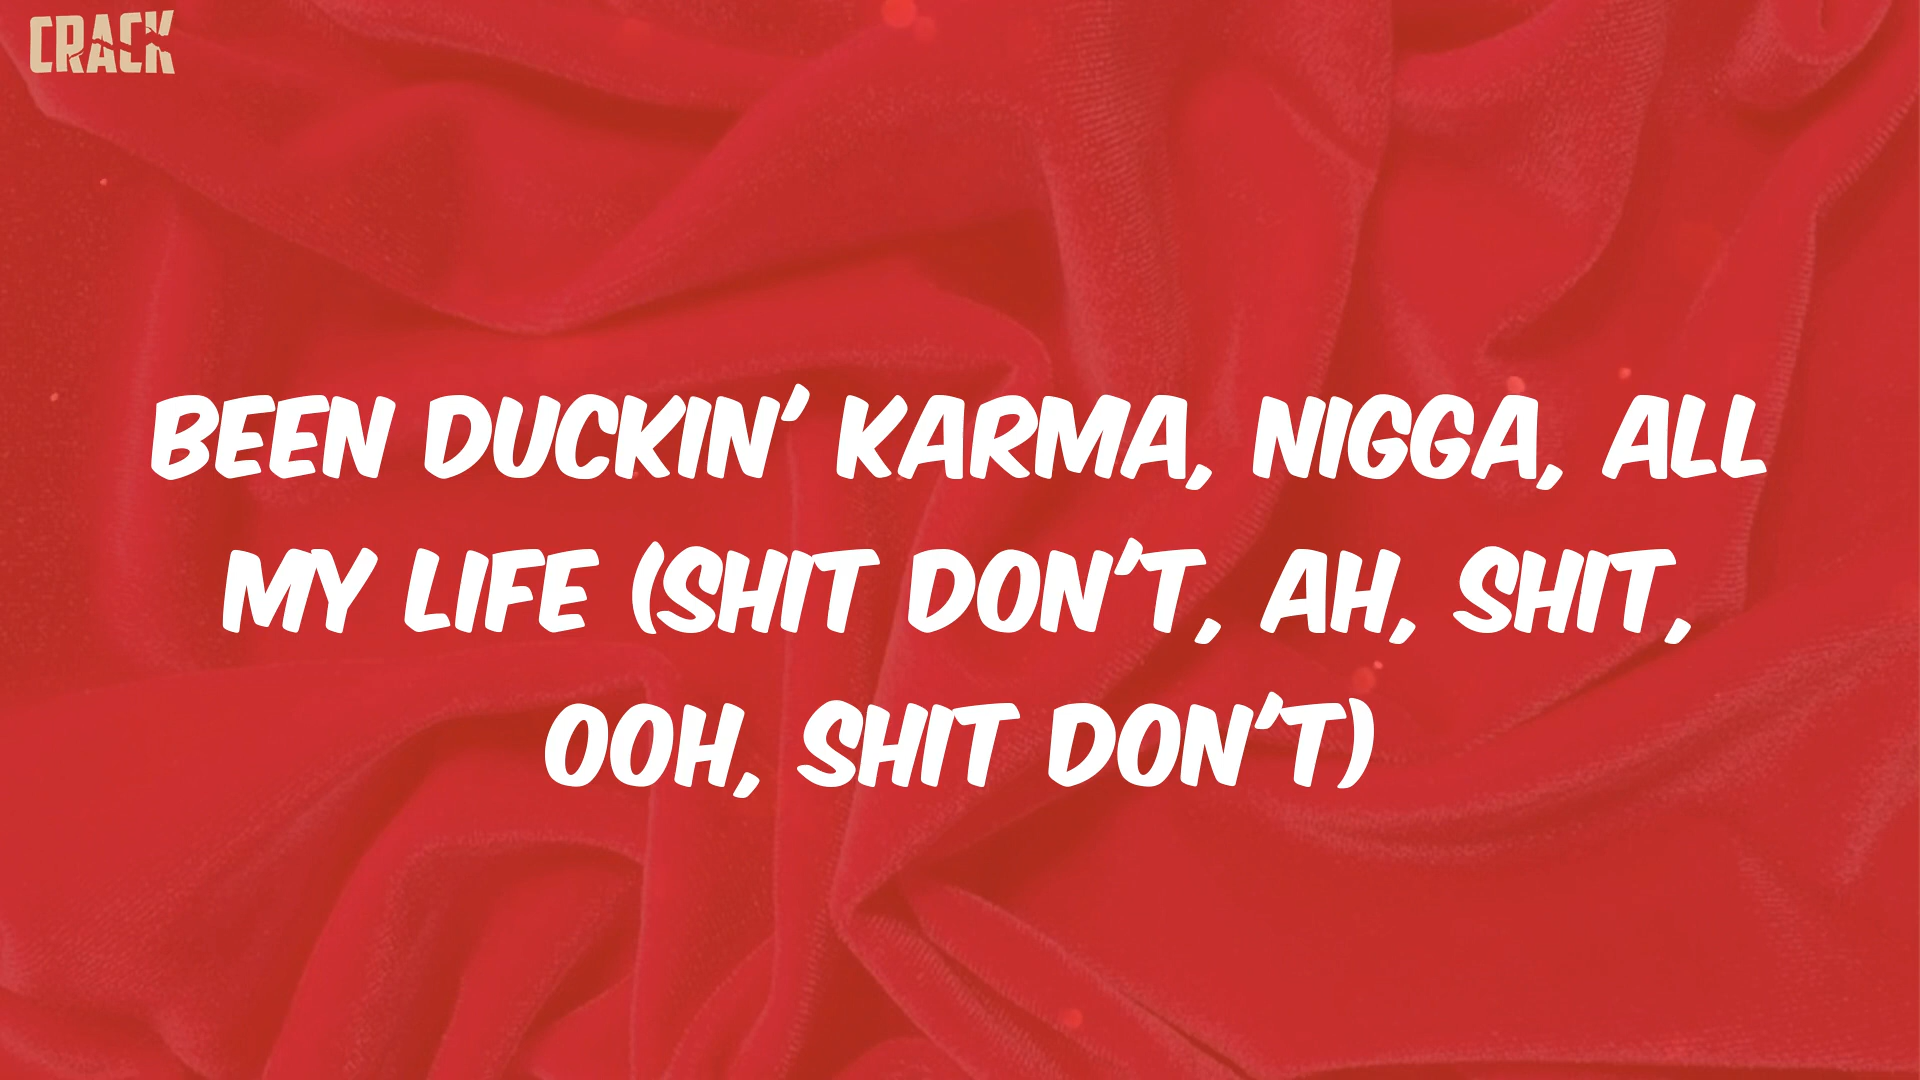 CRACK
BEEN DUCKIN' KARMA, NIGGA, ALL
MY LIFE (SHIT DON'T, AH, SHIT,
OOH, SHIT DON'T)